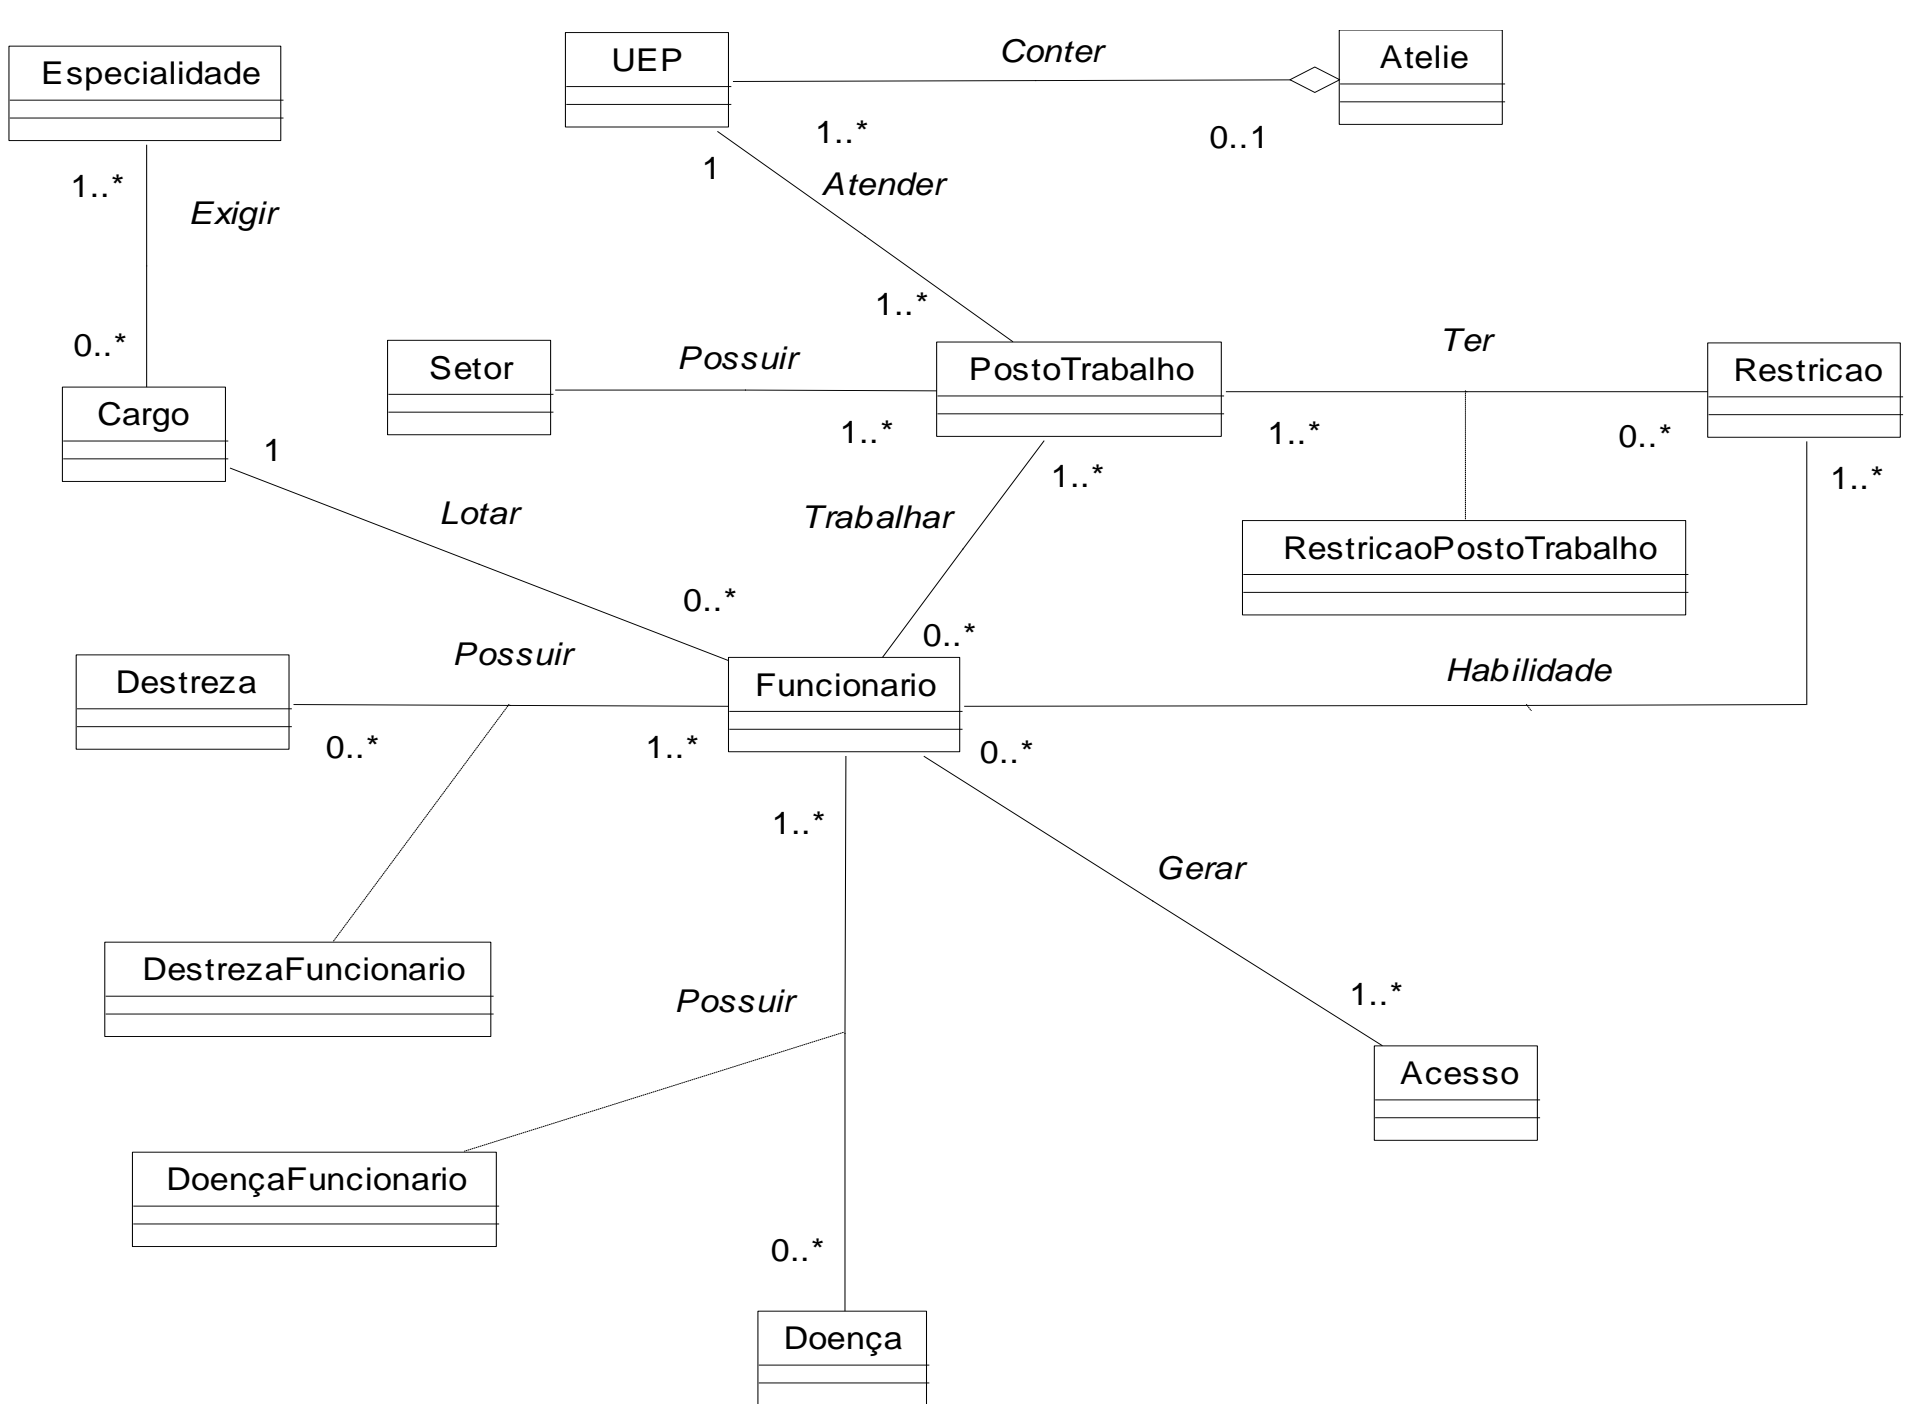 Conter
UEP
Atelie
Especialidade
1..*
0..1
1
1..*
Atender
Exigir
1..*
0..*
Possuir
Ter
Setor
PostoTrabalho
Restricao
Cargo
1
1..*
1..*
0..*
1..*
1..*
Lotar
Trabalhar
RestricaoPostoTrabalho
0..*
0..*
Possuir
Habilidade
Destreza
Funcionario
0..*
1..*
0..*
1..*
Gerar
DestrezaFuncionario
Possuir
1..*
Acesso
DoençaFuncionario
0..*
Doença